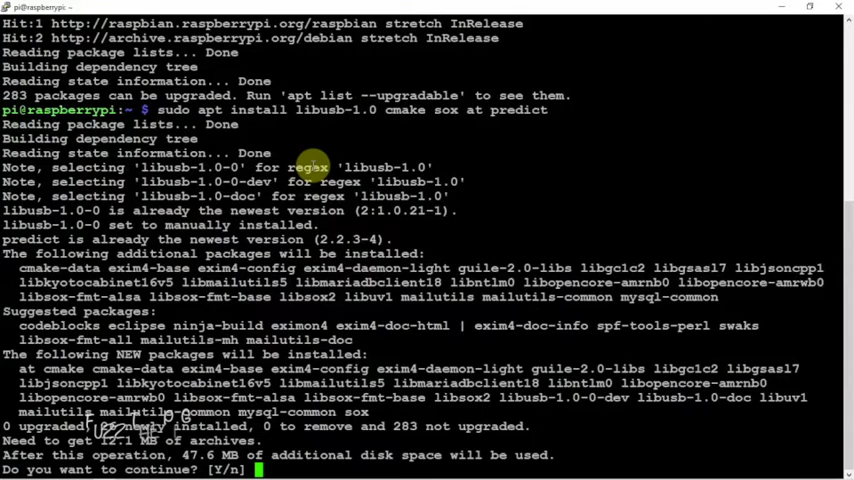 pi@raspberrypi: ~
Hit:1 http://raspbian.raspberrypi.org/raspbian stretch InRelease
Hit:2 http://archive.raspberrypi.org/debian stretch InRelease
Reading package lists... Done
Building dependency tree
Reading state information... Done
283 packages can be upgraded. Run 'apt list --upgradable' to see them.
pi@raspberrypi:~ $ sudo apt install libusb-1.0 cmake sox at predict
Reading package lists... Done
Building dependency tree
Reading state information... Done
Note, selecting 'libusb-1.0-0' for regex 'libusb-1.0'
Note, selecting 'libusb-1.0-0-dev' for regex 'libusb-1.0'
Note, selecting 'libusb-1.0-doc' for regex 'libusb-1.0'
libusb-1.0-0 is already the newest version (2:1.0.21-1).
libusb-1.0-0 set to manually installed.
predict is already the newest version (2.2.3-4).
The following additional packages will be installed:
cmake-data exim4-base exim4-config exim4-daemon-light guile-2.0-libs libgc1c2 libgsasl7 libjsoncpp1
libkyotocabinet16v5 libmailutils5 libmariadbclient18 libntlm0 libopencore-amrnb0 libopencore-amrwb0
libsox-fmt-alsa libsox-fmt-base libsox2 libuv1 mailutils mailutils-common mysql-common
Suggested packages:
codeblocks eclipse ninja-build eximon4 exim4-doc-html | exim4-doc-info spf-tools-perl swaks
libsox-fmt-all mailutils-mh mailutils-doc
The following NEW packages will be installed:
at cmake cmake-data exim4-base exim4-config exim4-daemon-light guile-2.0-libs libgc1c2 libgsasl7
libjsoncpp1 libkyotocabinet16v5 libmailutils5 libmariadbclient18 libntlm0 libopencore-amrnb0
libopencore-amrwb0 libsox-fmt-alsa libsox-fmt-base libsox2 libusb-1.0-0-dev libusb-1.0-doc libuv1
mailutils mailutils-common mysql-common sox
0 upgraded, 26 newly installed, 0 to remove and 283 not upgraded.
Need to get 12.1 MB of archives.
After this operation, 47.6 MB of additional disk space will be used.
Do you want to continue? [Y/n]